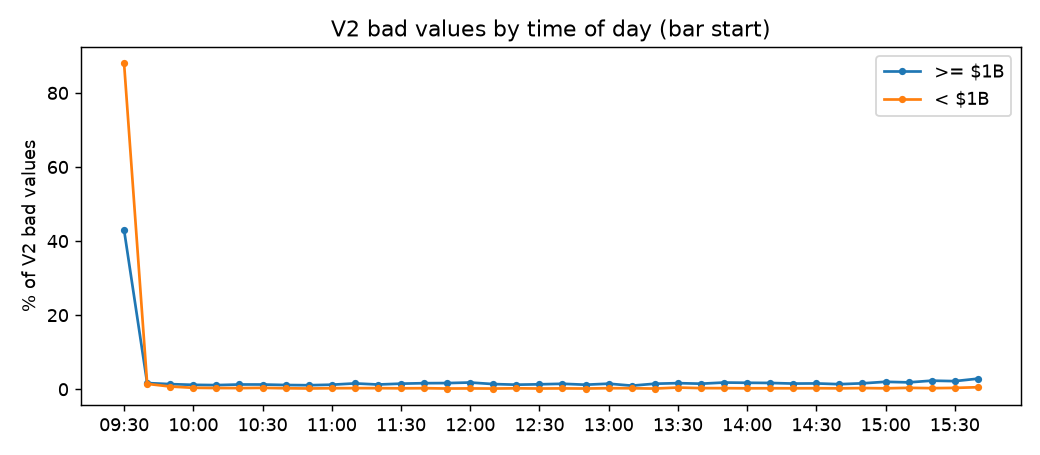 V2 bad values by time of day (bar start)
% of V2 bad values
80
60
40
20
0
>= $1B
< $1B
09:30 10:00 10:30 11:00 11:30 12:00 12:30 13:00 13:30 14:00 14:30 15:00 15:30